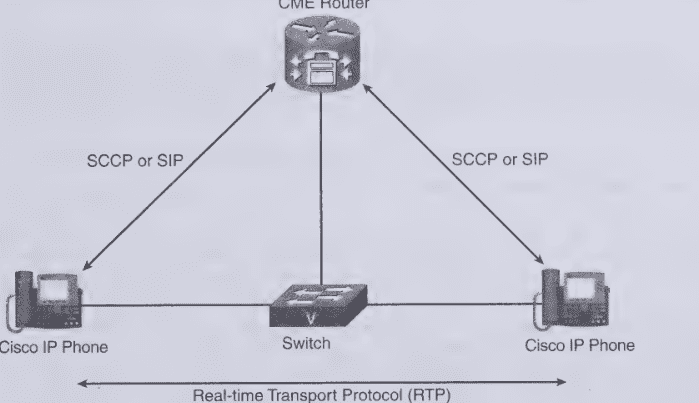 CME Router
SCCP or SIP
SCCP or SIP
V
Cisco IP Phone
Switch
Cisco IP Phone
Real-time Transport Protocol (RTP)